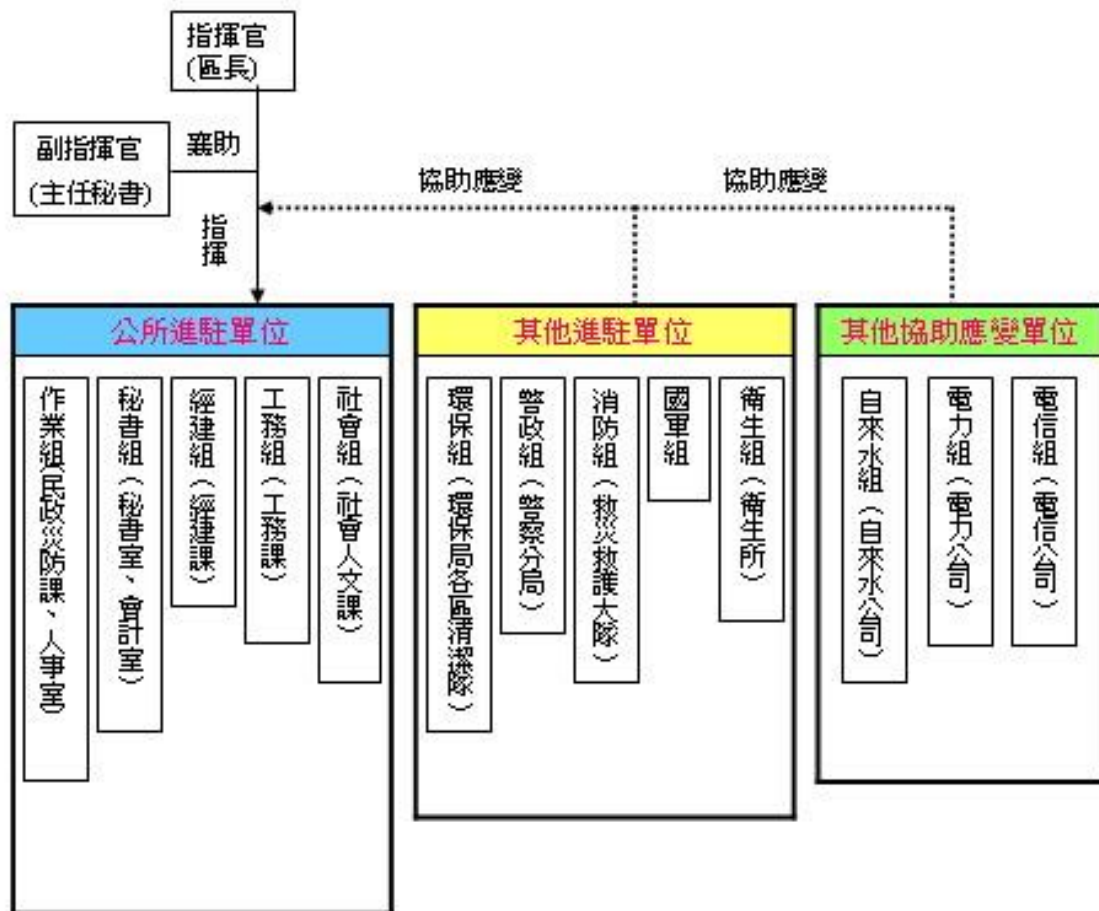 指揮官
(區長)
副指揮官
(主任秘書)
襄助
協助應變
協助應變
指揮
公所進駐單位
作業組(民政災防課、人事室)
秘書組(秘書室、會計室)
經建組(經建課)
工務組(工務課)
社會組(社會人文課)
其他進駐單位
環保組(環保局各區清潔隊)
警政組(警察分局)
消防組(救災救護大隊)
國軍組
衛生組(衛生所)
其他協助應變單位
自來水組(自來水公司)
電力組(電力公司)
電信組(電信公司)